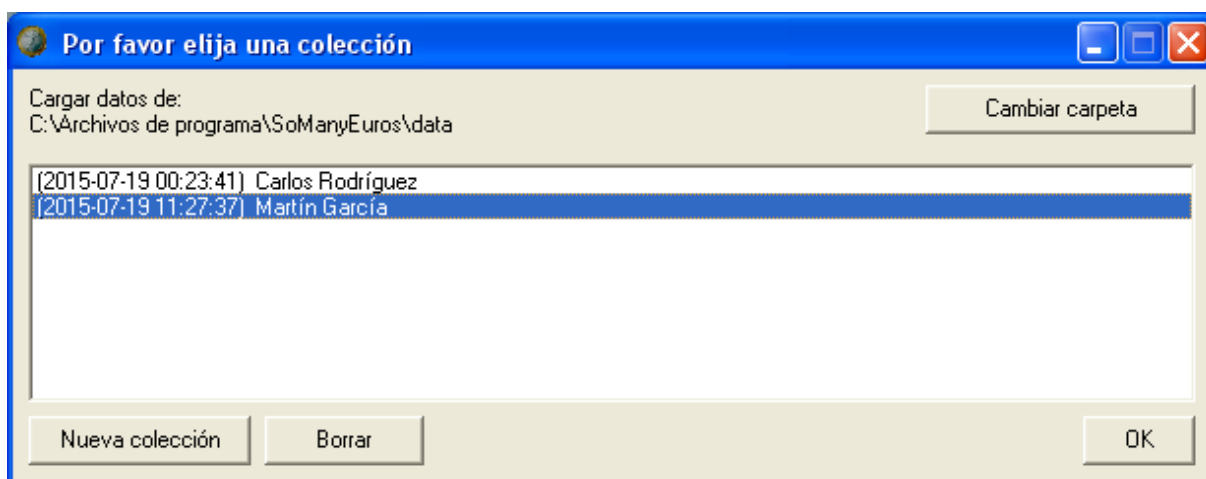 Por favor elija una colección
Cargar datos de:
C:\Archivos de programa\SoManyEuros\data
Cambiar carpeta
(2015-07-19 00:23:41) Carlos Rodríguez
(2015-07-19 11:27:37) Martín García
Nueva colección
Borrar
OK